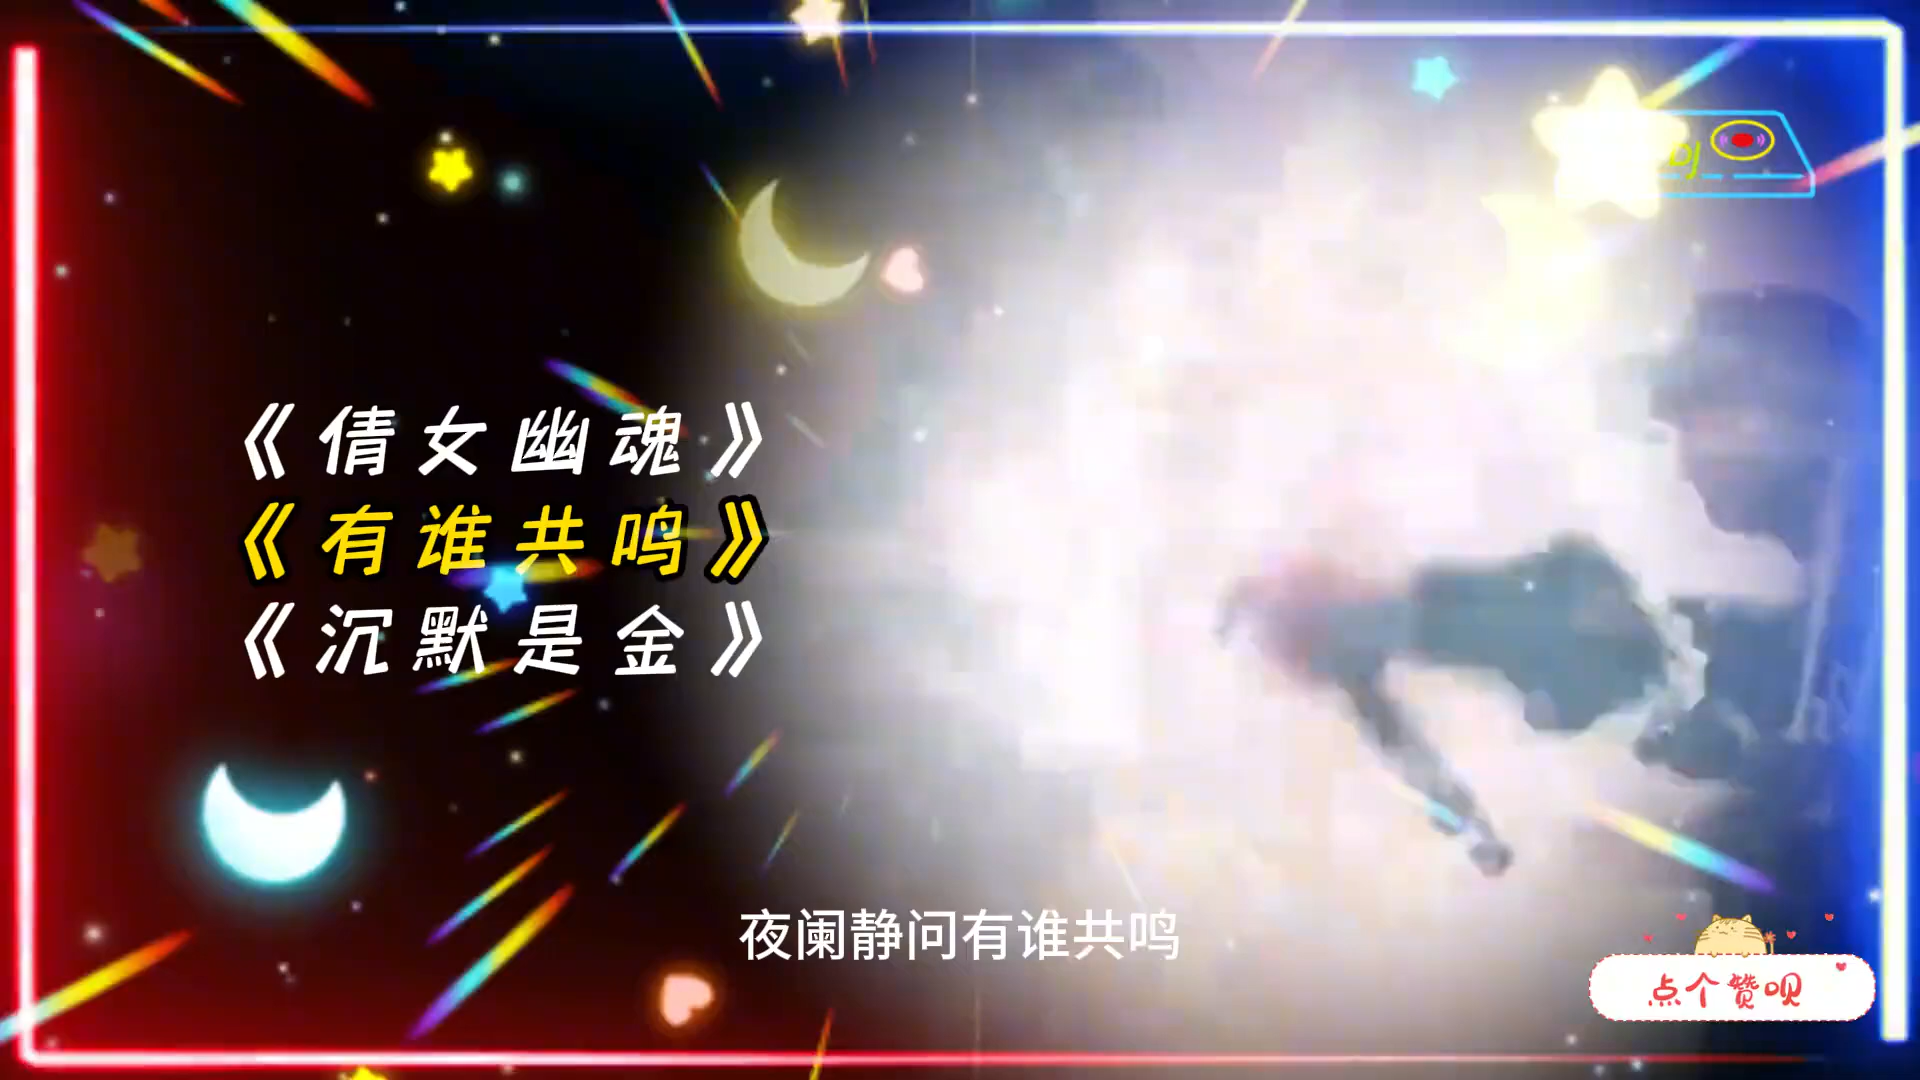 DJ
《倩女幽魂》
《有谁共鸣》
《沉默是金》
夜阑静问有谁共鸣
点个赞呗